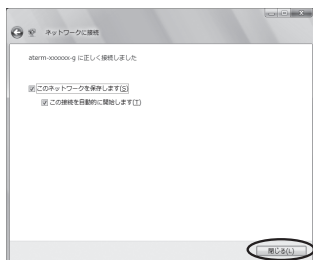 ネットワークに接続
aterm-xxxxxx-g に正しく接続しました
このネットワークを保存します(S)
この接続を自動的に開始します(T)
閉じる(L)